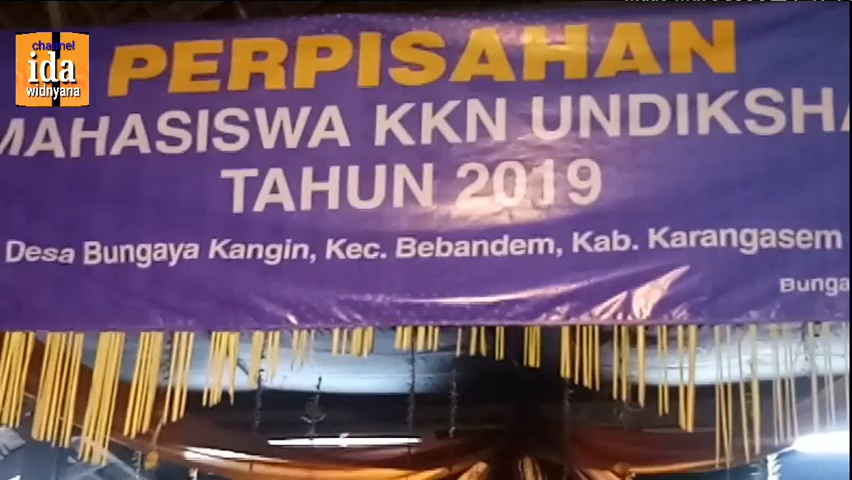 channel
ida
widnyana
PERPISAHAN
MAHASISWA KKN UNDIKSHA
TAHUN 2019
Desa Bungaya Kangin, Kec. Bebandem, Kab. Karangasem
Bunga